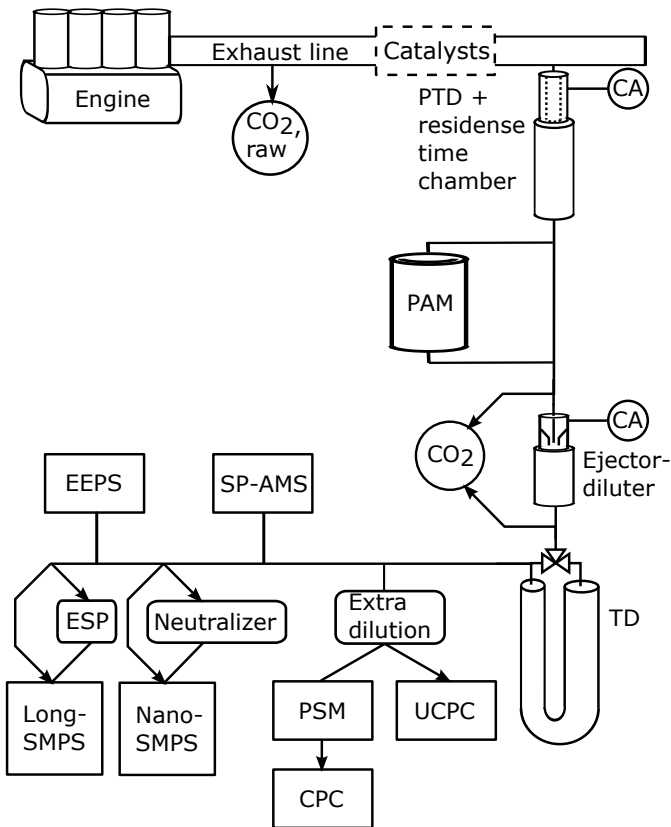 Exhaust line
Catalysts
Engine
CO2,
raw
PTD +
residense
time
chamber
CA
PAM
CA
CO2
Ejector-
diluter
EEPS
SP-AMS
TD
ESP
Neutralizer
Extra
dilution
Long-
SMPS
Nano-
SMPS
PSM
UCPC
CPC